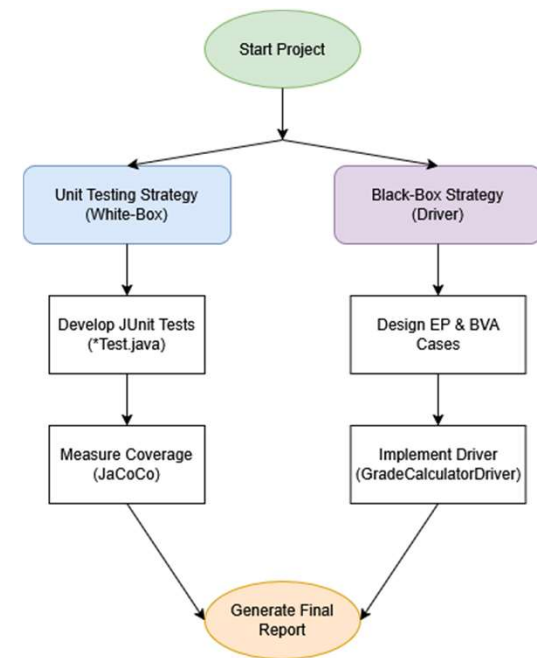 Start Project
Unit Testing Strategy
(White-Box)
Black-Box Strategy
(Driver)
Develop JUnit Tests
(*Test.java)
Design EP & BVA
Cases
Measure Coverage
(JaCoCo)
Implement Driver
(GradeCalculatorDriver)
Generate Final
Report